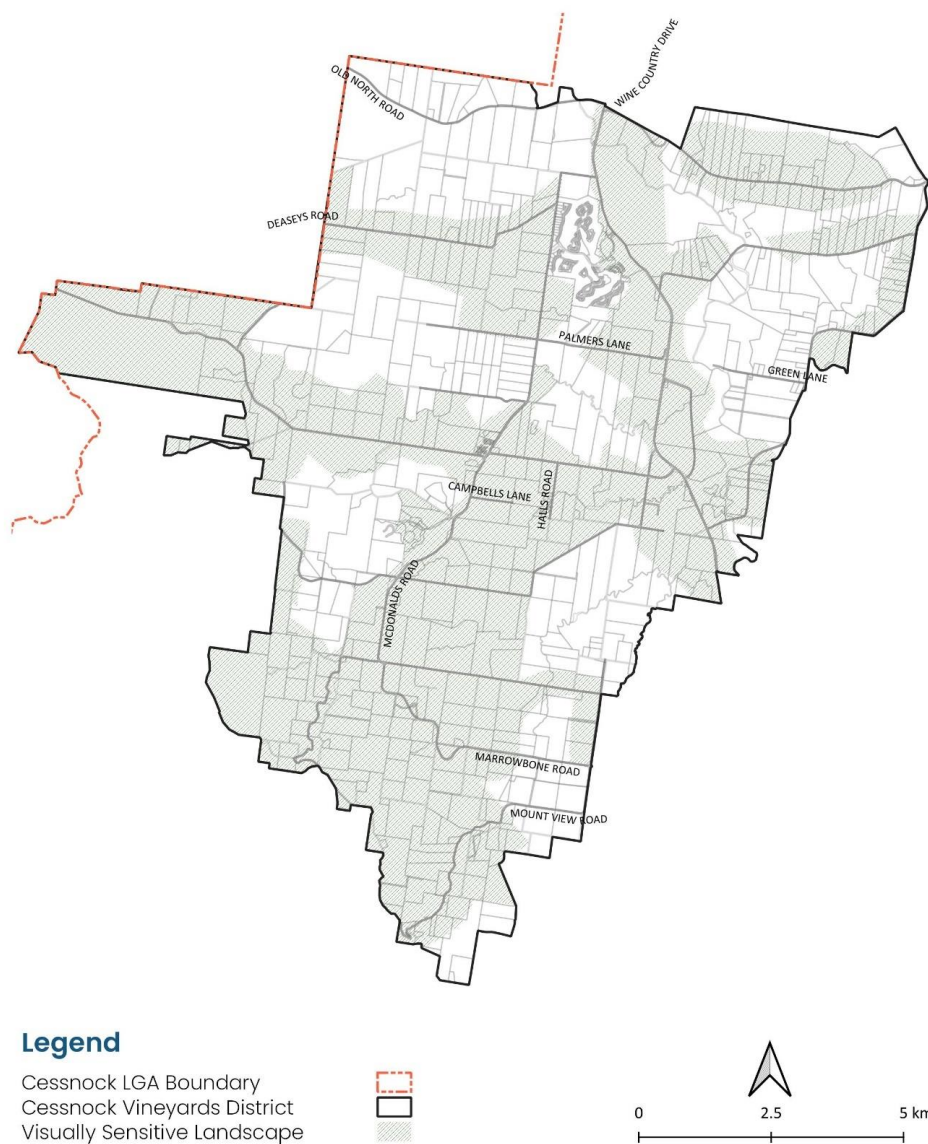 WINE COUNTRY DRIVE
OLD NORTH ROAD
DEASEYS ROAD
PALMERS LANE
GREEN LANE
CAMPBELLS LANE
HALLS ROAD
MCDONALDS ROAD
MARROWBONE ROAD
MOUNT VIEW ROAD
Legend
Cessnock LGA Boundary
Cessnock Vineyards District
Visually Sensitive Landscape
0 2.5 5 km